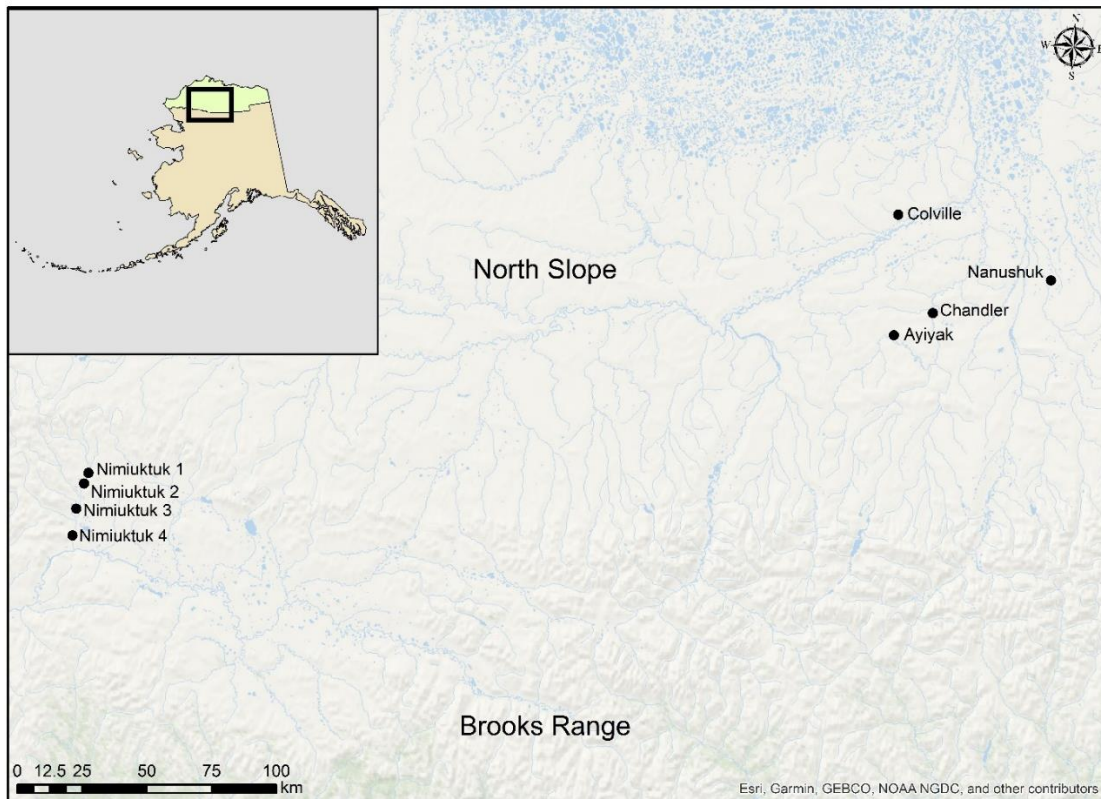 N
W E
S
Colville
Nanushuk
North Slope
Chandler
Ayiyak
Nimiuktuk 1
Nimiuktuk 2
Nimiuktuk 3
Nimiuktuk 4
Brooks Range
0 12.5 25 50 75 100
km
Esri, Garmin, GEBCO, NOAA NGDC, and other contributors